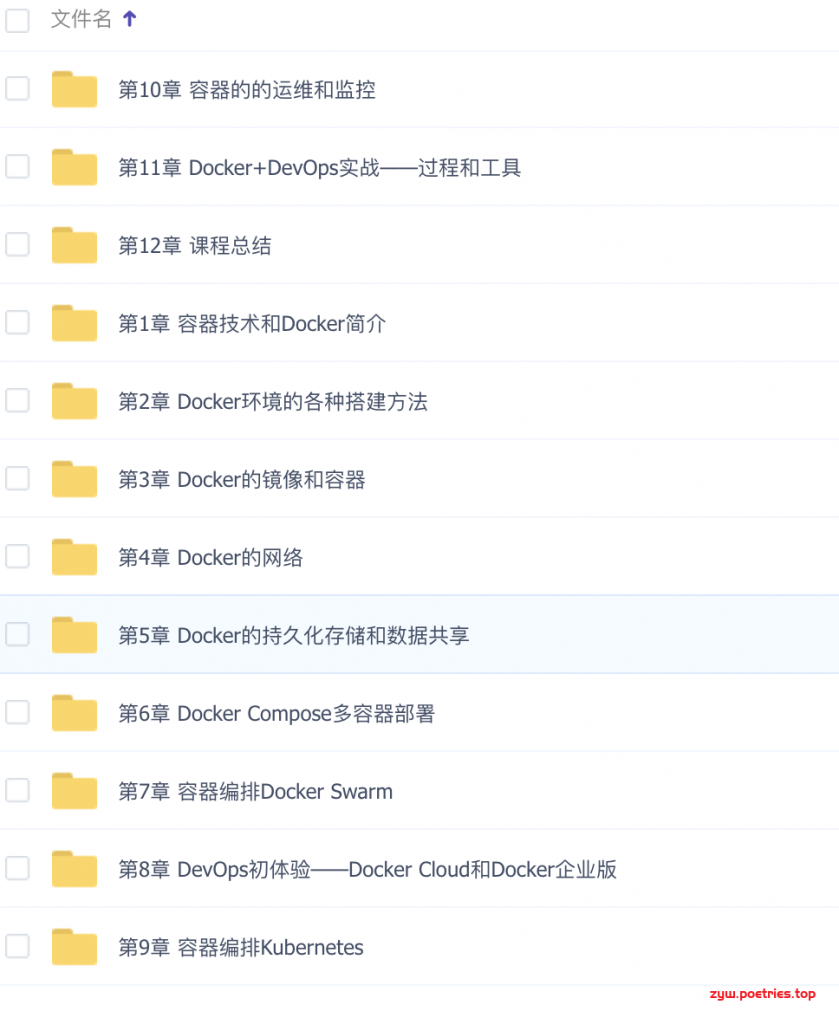 文件名
第10章 容器的的运维和监控
第11章 Docker+DevOps实战——过程和工具
第12章 课程总结
第1章 容器技术和Docker简介
第2章 Docker环境的各种搭建方法
第3章 Docker的镜像和容器
第4章 Docker的网络
第5章 Docker的持久化存储和数据共享
第6章 Docker Compose多容器部署
第7章 容器编排Docker Swarm
第8章 DevOps初体验——Docker Cloud和Docker企业版
第9章 容器编排Kubernetes
zyw.poetries.top